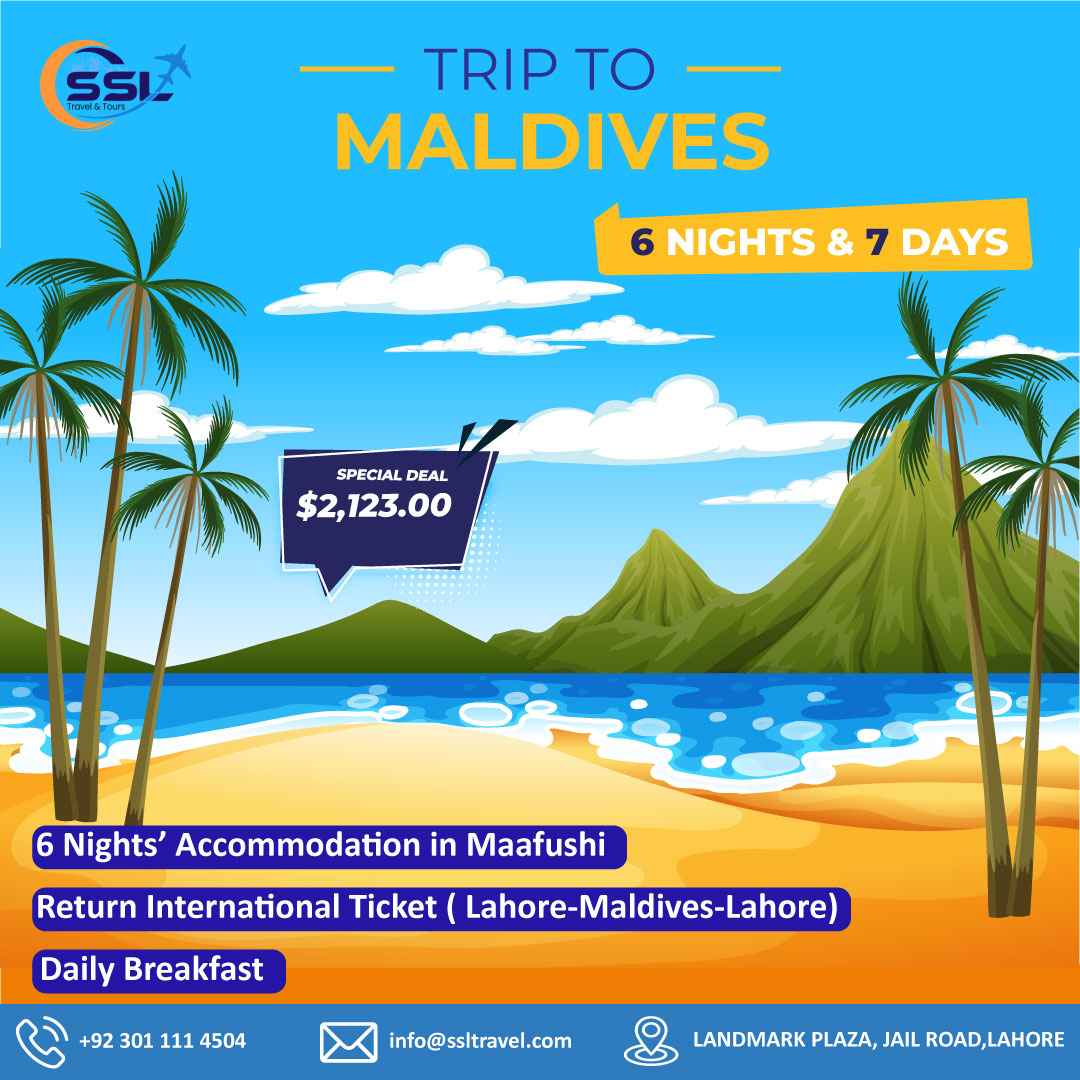 SSL
Travel & Tours
TRIP TO
MALDIVES
6 NIGHTS & 7 DAYS
SPECIAL DEAL
$2,123.00
6 Nights’ Accommodation in Maafushi
Return International Ticket ( Lahore-Maldives-Lahore)
Daily Breakfast
+92 301 111 4504
info@ssltravel.com
LANDMARK PLAZA, JAIL ROAD,LAHORE